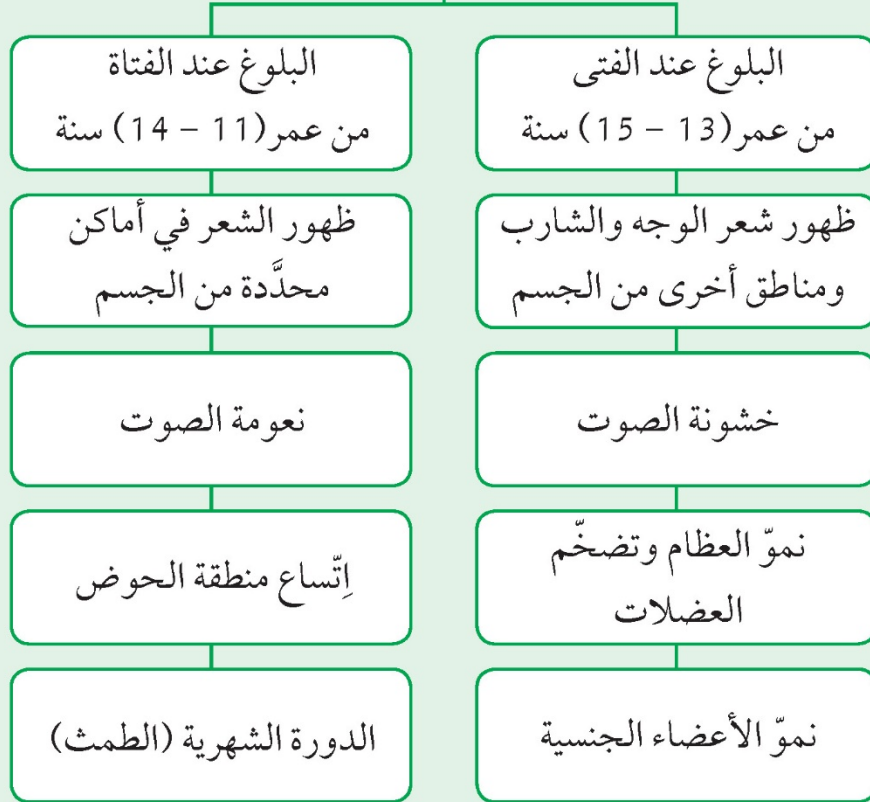 البلوغ عند الفتى
من عمر (13 – 15) سنة
ظهور شعر الوجه والشارب
ومناطق أخرى من الجسم
خشونة الصوت
نموّ العظام وتضخّم
العضلات
نموّ الأعضاء الجنسية
البلوغ عند الفتاة
من عمر (11 – 14) سنة
ظهور الشعر في أماكن
محدَّدة من الجسم
نعومة الصوت
اِتّساع منطقة الحوض
الدورة الشهرية (الطمث)